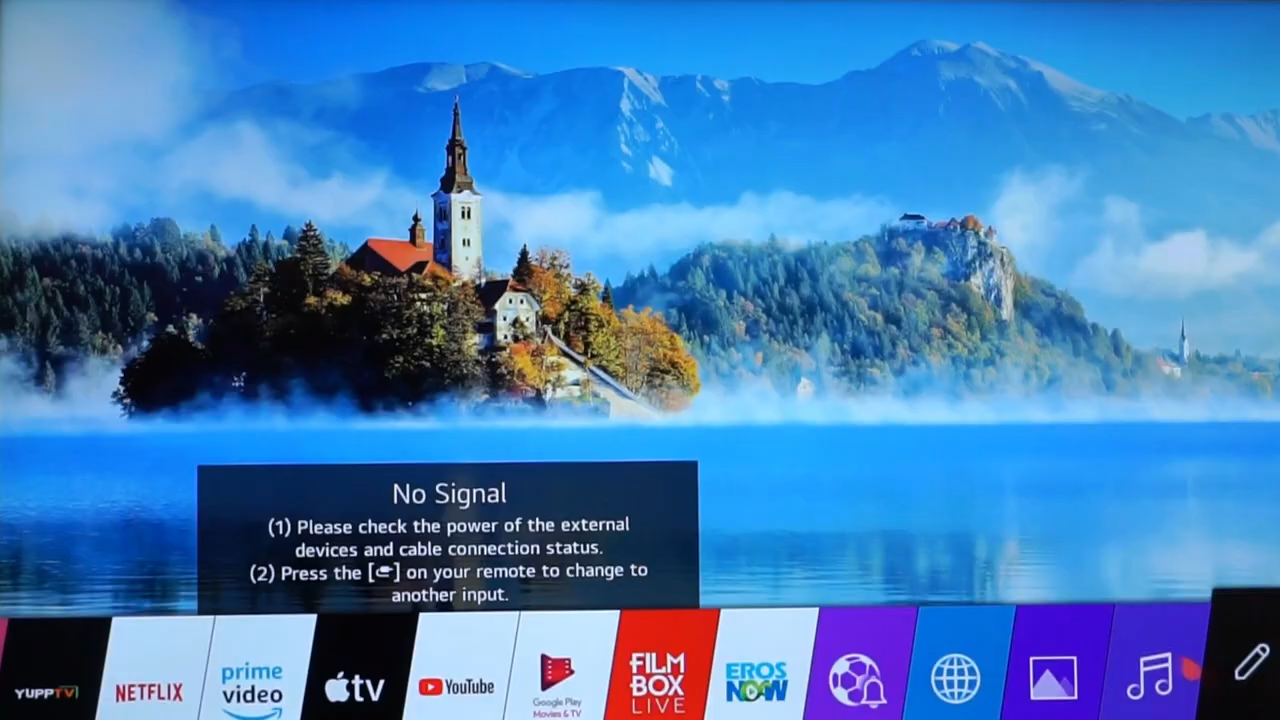 No Signal
(1) Please check the power of the external
devices and cable connection status.
(2) Press the [ ] on your remote to change to
another input.
YUPPTV
NETFLIX
prime
video
tv
YouTube
Google Play
Movies & TV
FILM
BOX
LIVE
EROS
NOW